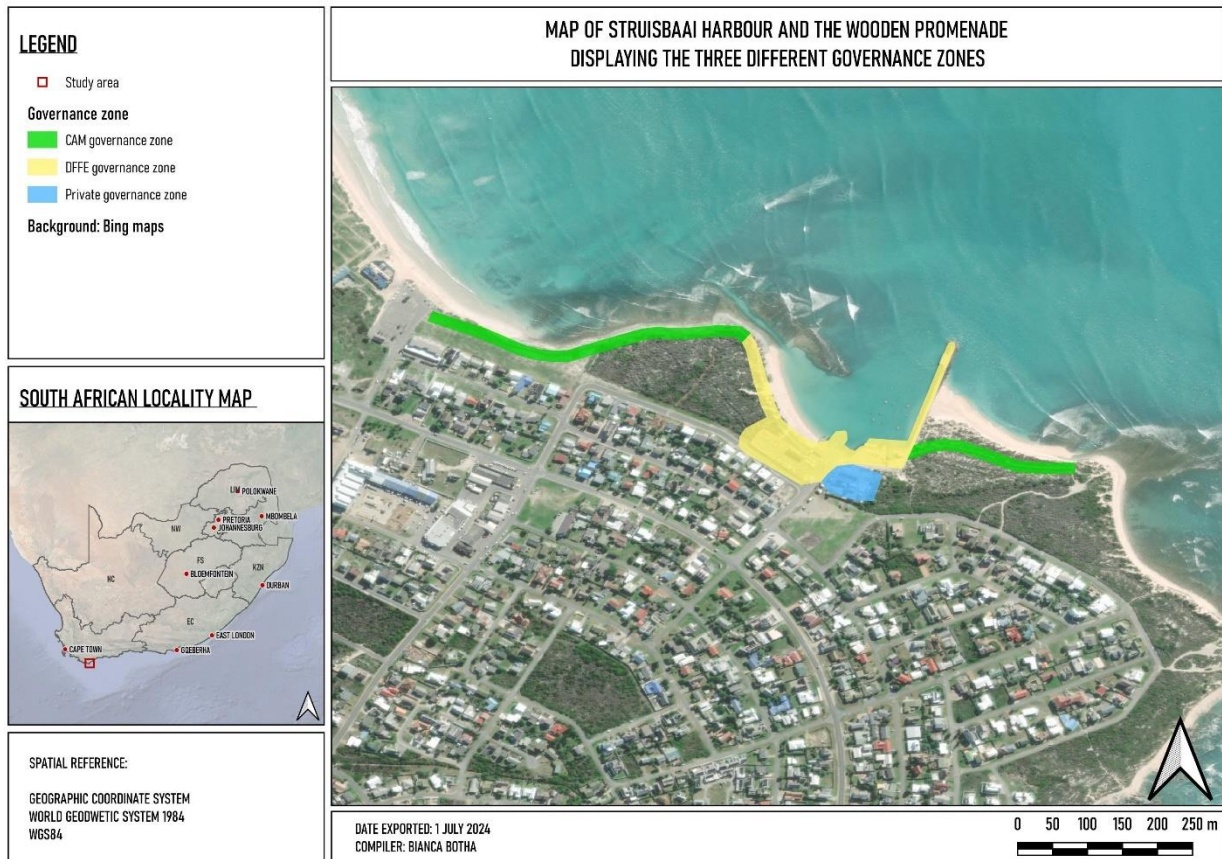 LEGEND
Study area
Governance zone
CAM governance zone
DFFE governance zone
Private governance zone
Background: Bing maps
MAP OF STRUISBAAI HARBOUR AND THE WOODEN PROMENADE
DISPLAYING THE THREE DIFFERENT GOVERNANCE ZONES
SOUTH AFRICAN LOCALITY MAP
LIM
POLOKWANE
MBOMBELA
PRETORIA
JOHANNESBURG
NW
FS
KZN
BLOEMFONTEIN
NC
DURBAN
EC
EAST LONDON
CAPE TOWN
GQEBERHA
SPATIAL REFERENCE:
GEOGRAPHIC COORDINATE SYSTEM
WORLD GEODWETIC SYSTEM 1984
WGS84
DATE EXPORTED: 1 JULY 2024
COMPILER: BIANCA BOTHA
0 50 100 150 200 250 m